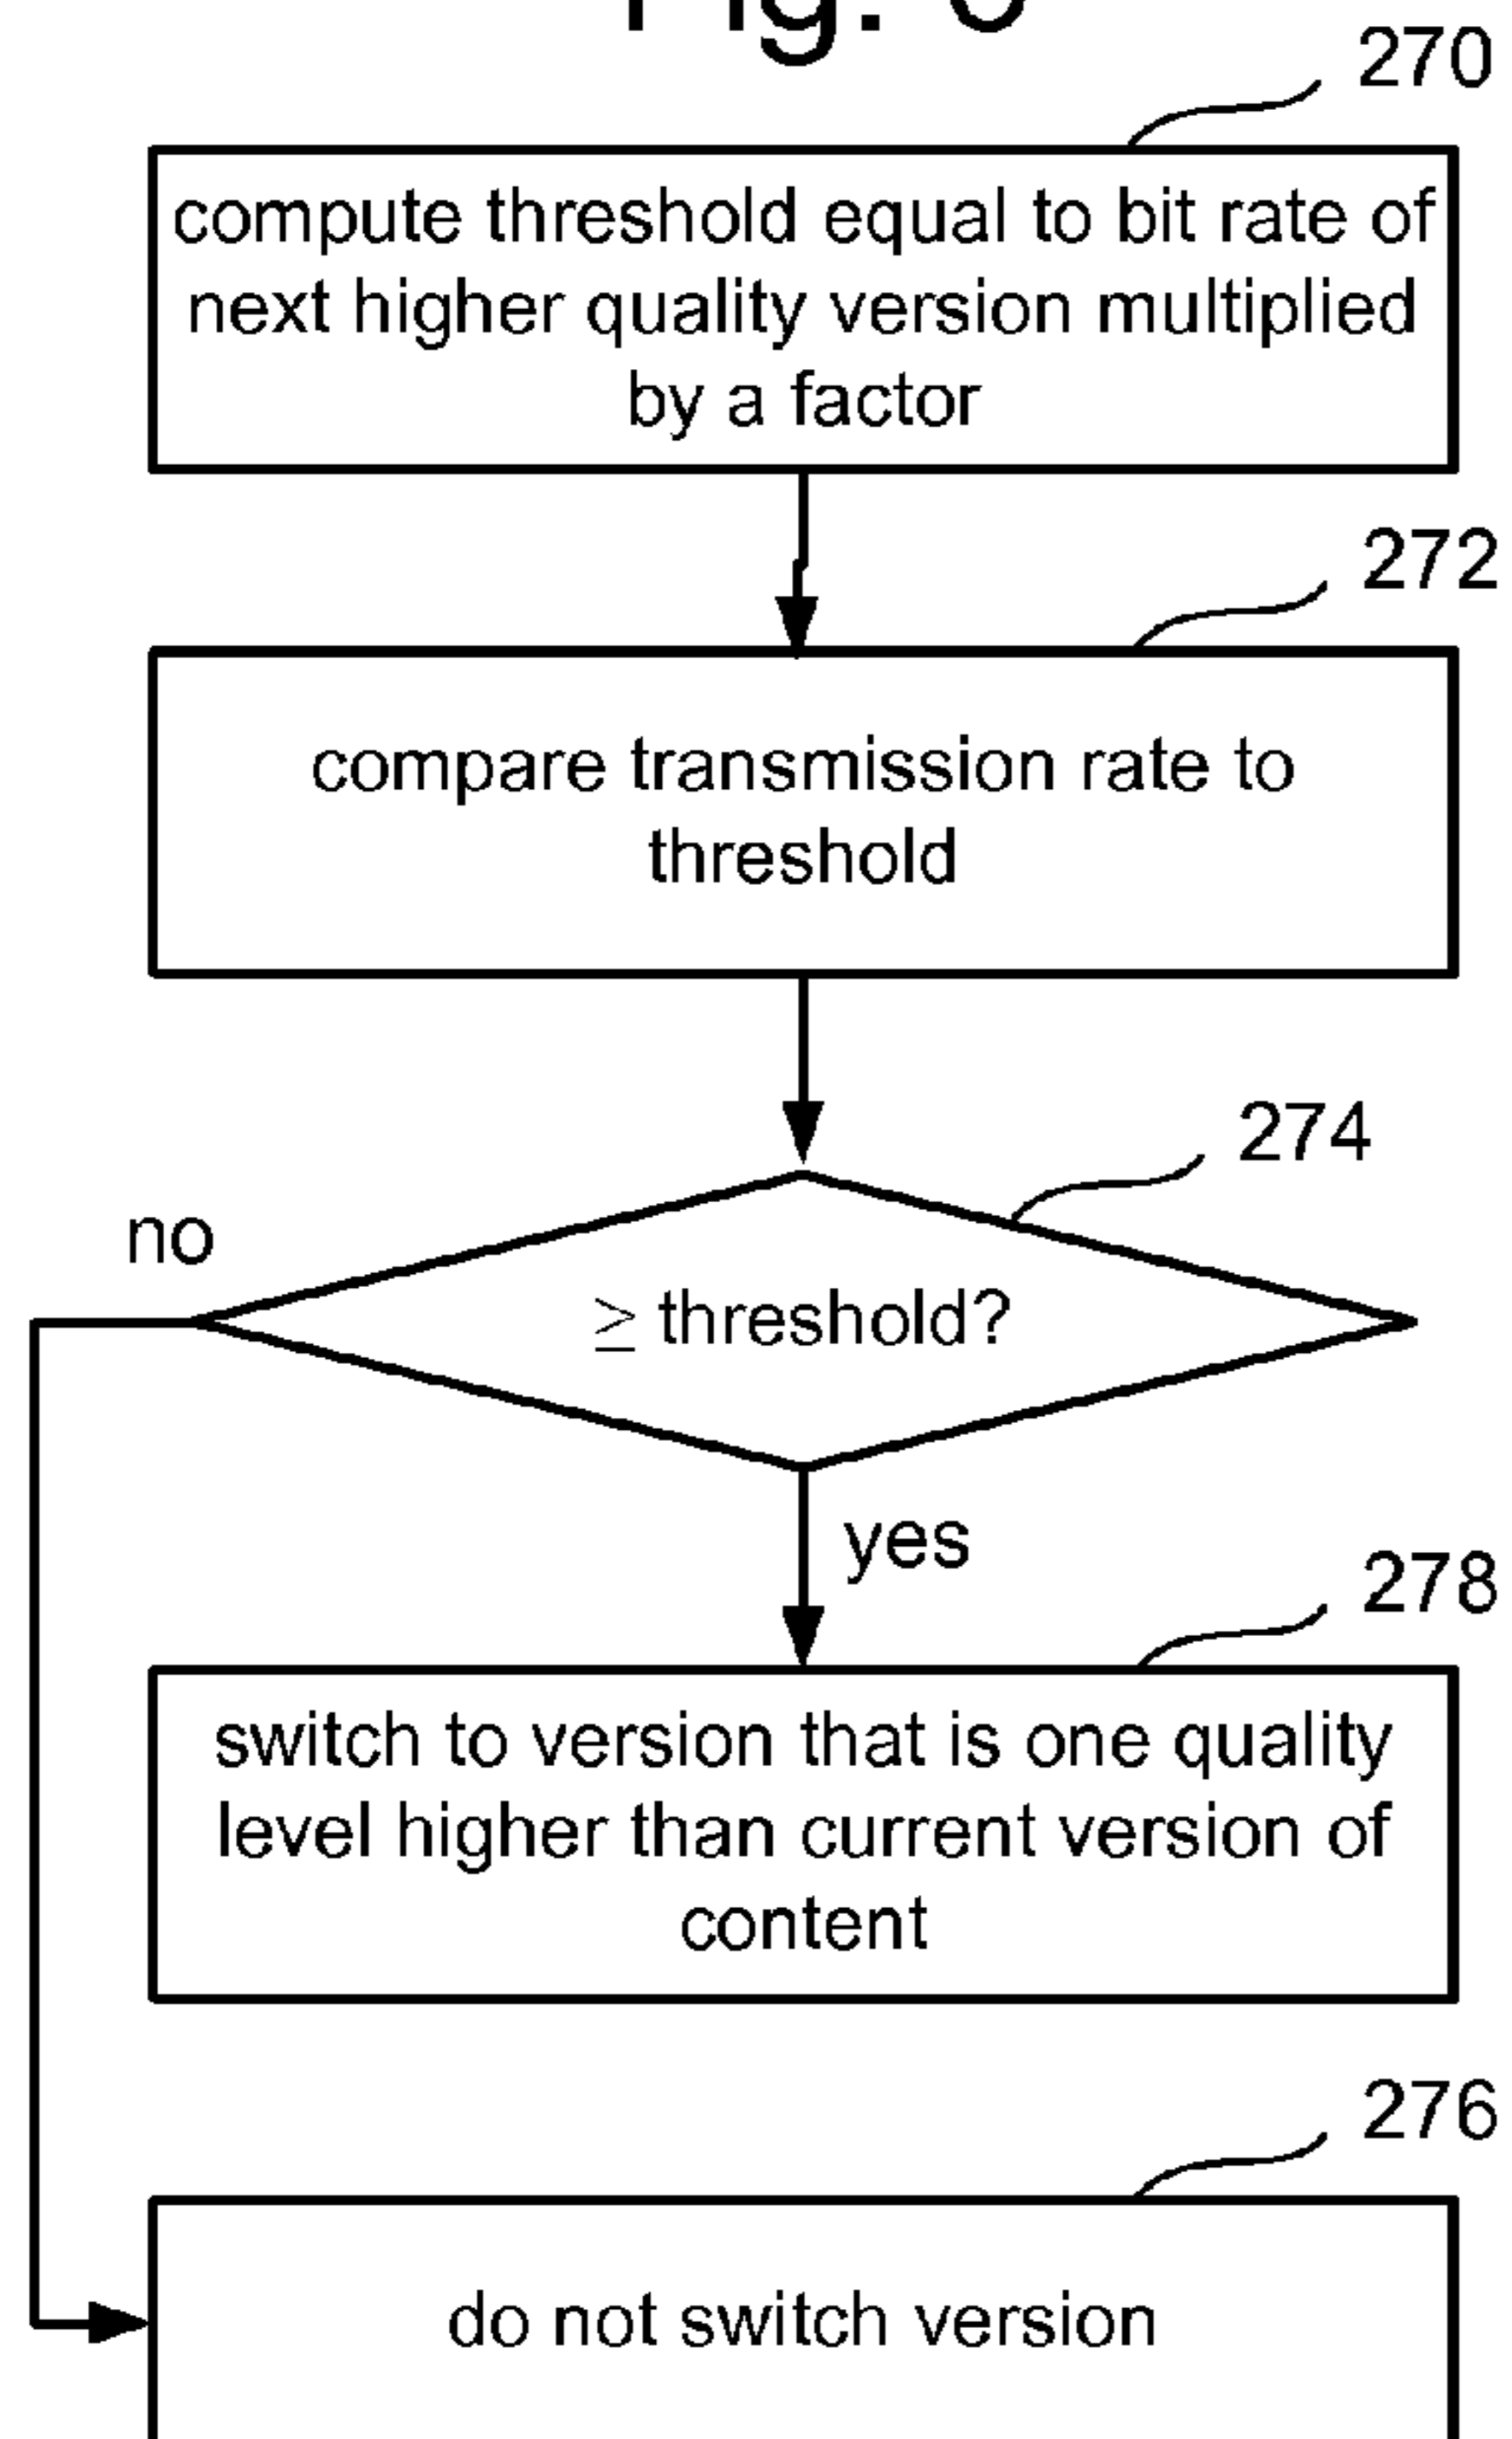 270
compute threshold equal to bit rate of
next higher quality version multiplied
by a factor
272
compare transmission rate to
threshold
274
no
≥ threshold?
yes
278
switch to version that is one quality
level higher than current version of
content
276
do not switch version